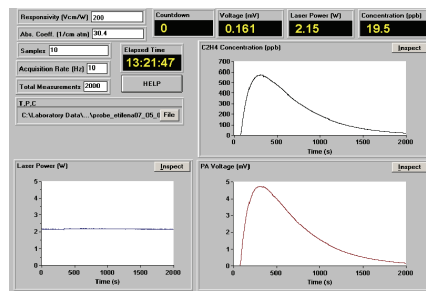 Responsivity (Vcm/W) 200
Abs. Coeff. (1/cm atm) 30.4
Countdown
0
Voltage (mV)
0.161
Laser Power (W)
2.15
Concentration (ppb)
19.5
Samples 10
Acquisition Rate (Hz) 10
Total Measurements 2000
Elapsed Time
13:21:47
HELP
T.P.C
C:\Laboratory Data\...\probe_etilena07_05_0 File
C2H4 Concentration (ppb)
Inspect
700
600
500
400
300
200
100
0
0 500 1000 1500 2000
Time (s)
Laser Power (W)
Inspect
5
4
3
2
1
0
0 500 1000 1500 2000
Time (s)
PA Voltage (mV)
Inspect
5
4
3
2
1
0
0 500 1000 1500 2000
Time (s)